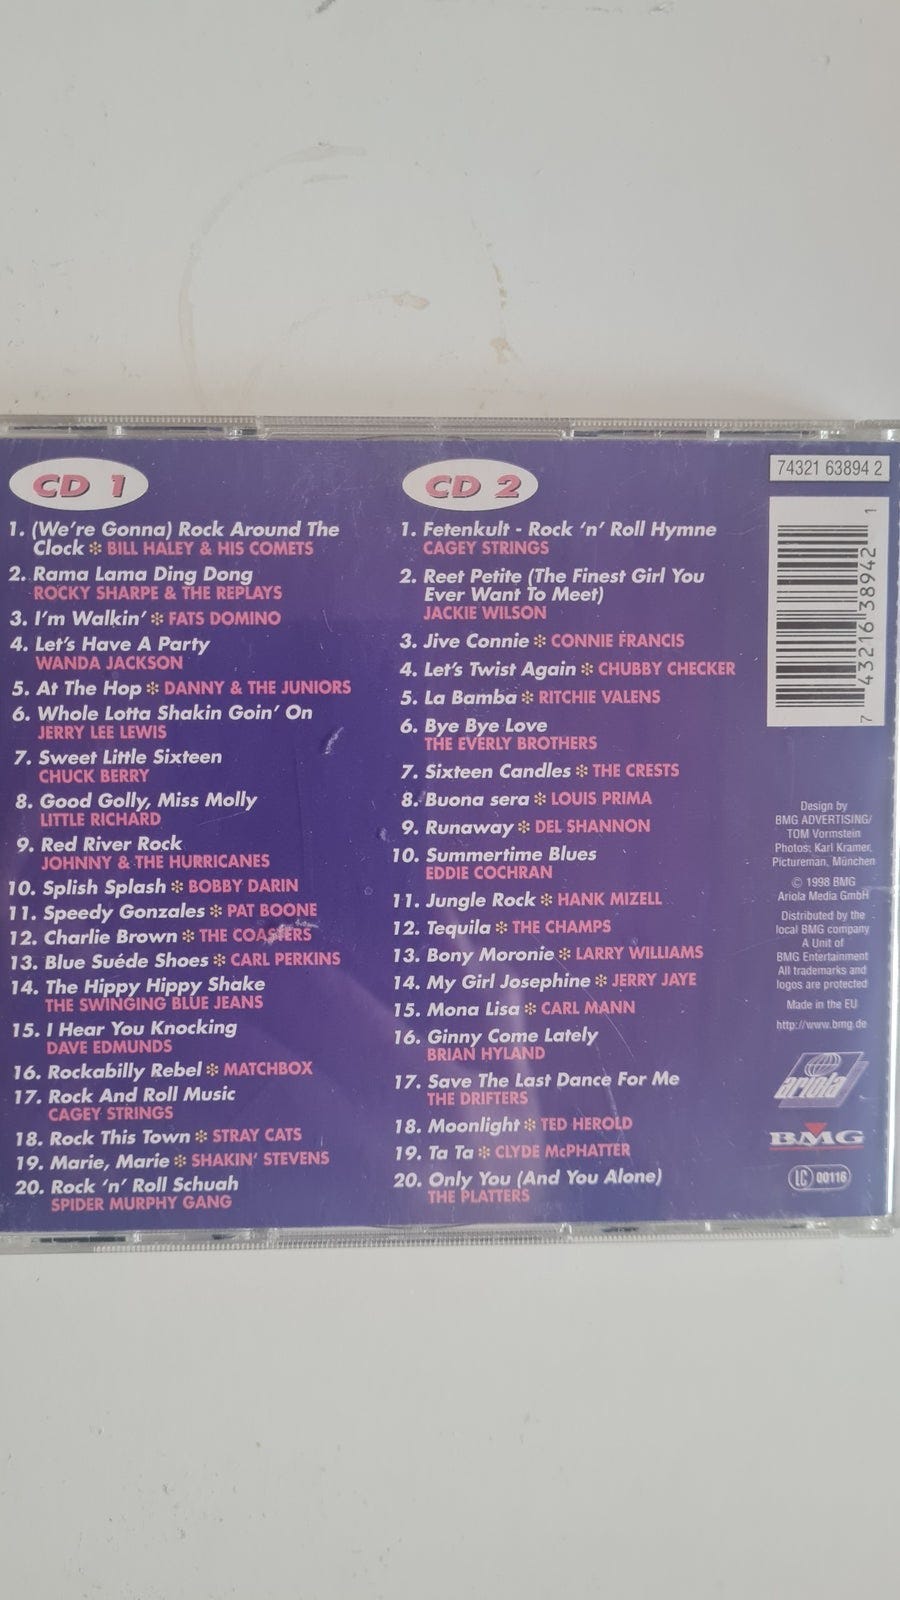 CD 1
1. (We're Gonna) Rock Around The
Clock ✻ BILL HALEY & HIS COMETS
2. Rama Lama Ding Dong
ROCKY SHARPE & THE REPLAYS
3. I'm Walkin' ✻ FATS DOMINO
4. Let's Have A Party
WANDA JACKSON
5. At The Hop ✻ DANNY & THE JUNIORS
6. Whole Lotta Shakin Goin' On
JERRY LEE LEWIS
7. Sweet Little Sixteen
CHUCK BERRY
8. Good Golly, Miss Molly
LITTLE RICHARD
9. Red River Rock
JOHNNY & THE HURRICANES
10. Splish Splash ✻ BOBBY DARIN
11. Speedy Gonzales ✻ PAT BOONE
12. Charlie Brown ✻ THE COASTERS
13. Blue Suéde Shoes ✻ CARL PERKINS
14. The Hippy Hippy Shake
THE SWINGING BLUE JEANS
15. I Hear You Knocking
DAVE EDMUNDS
16. Rockabilly Rebel ✻ MATCHBOX
17. Rock And Roll Music
CAGEY STRINGS
18. Rock This Town ✻ STRAY CATS
19. Marie, Marie ✻ SHAKIN' STEVENS
20. Rock 'n' Roll Schuah
SPIDER MURPHY GANG
CD 2
1. Fetenkult - Rock 'n' Roll Hymne
CAGEY STRINGS
2. Reet Petite (The Finest Girl You
Ever Want To Meet)
JACKIE WILSON
3. Jive Connie ✻ CONNIE FRANCIS
4. Let's Twist Again ✻ CHUBBY CHECKER
5. La Bamba ✻ RITCHIE VALENS
6. Bye Bye Love
THE EVERLY BROTHERS
7. Sixteen Candles ✻ THE CRESTS
8. Buona sera ✻ LOUIS PRIMA
9. Runaway ✻ DEL SHANNON
10. Summertime Blues
EDDIE COCHRAN
11. Jungle Rock ✻ HANK MIZELL
12. Tequila ✻ THE CHAMPS
13. Bony Moronie ✻ LARRY WILLIAMS
14. My Girl Josephine ✻ JERRY JAYE
15. Mona Lisa ✻ CARL MANN
16. Ginny Come Lately
BRIAN HYLAND
17. Save The Last Dance For Me
THE DRIFTERS
18. Moonlight ✻ TED HEROLD
19. Ta Ta ✻ CLYDE McPHATTER
20. Only You (And You Alone)
THE PLATTERS
74321 63894 2
7 43216 38942 1
Design by
BMG ADVERTISING/
TOM Vormstein
Photos: Karl Kramer,
Pictureman, München
© 1998 BMG
Ariola Media GmbH
Distributed by the
local BMG company
A Unit of
BMG Entertainment
All trademarks and
logos are protected
Made in the EU
http://www.bmg.de
ariola
BMG
LC 00116